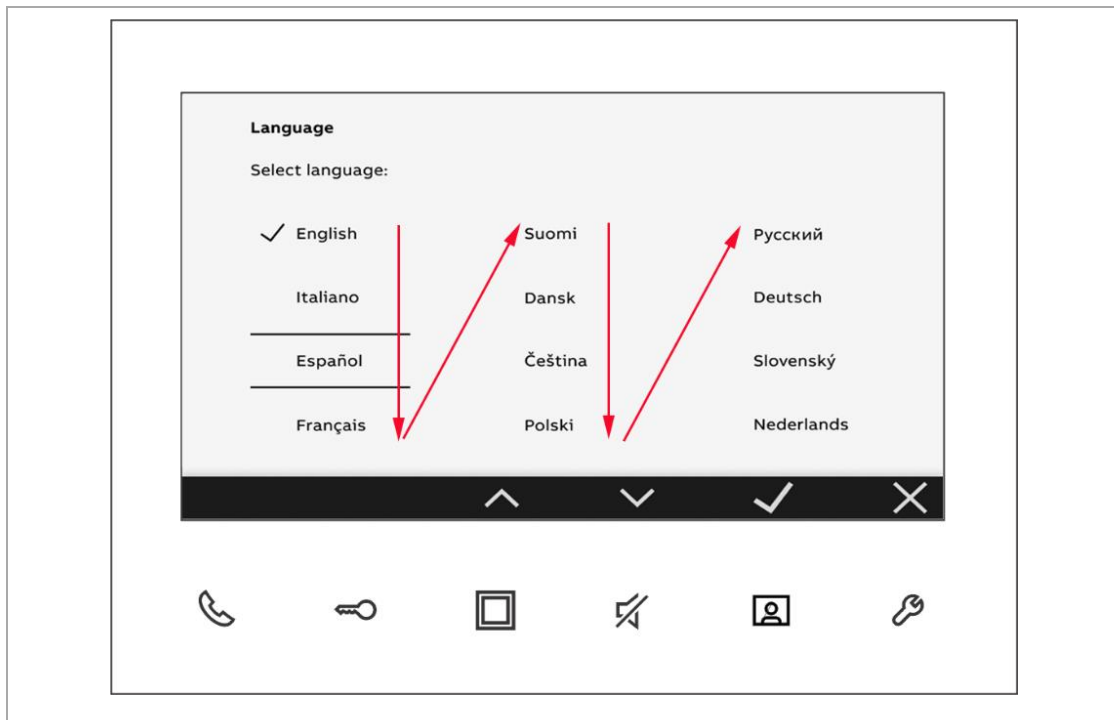 Language
Select language:
English
Italiano
Español
Français
Suomi
Dansk
Čeština
Polski
Русский
Deutsch
Slovenský
Nederlands